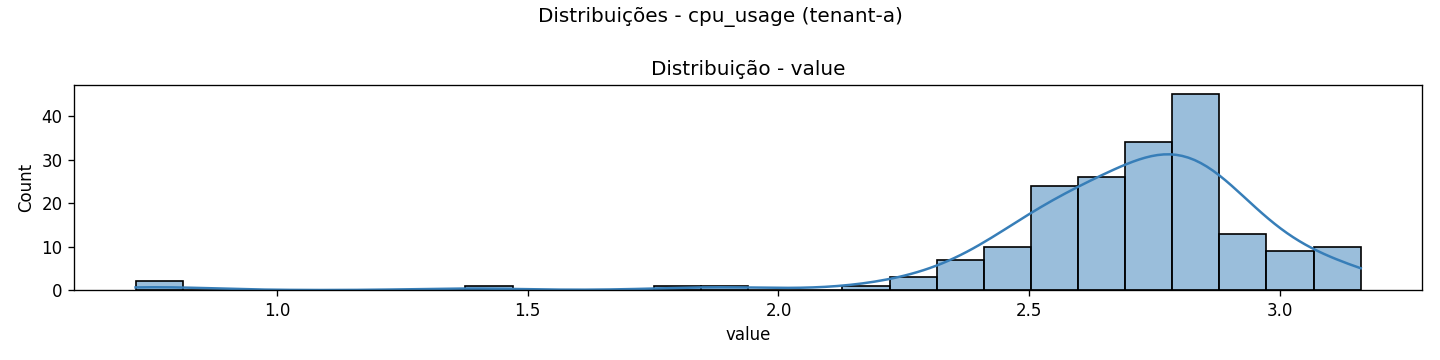 Distribuições - cpu_usage (tenant-a)
Distribuição - value
Count
40
30
20
10
0
1.0 1.5 2.0 2.5 3.0
value